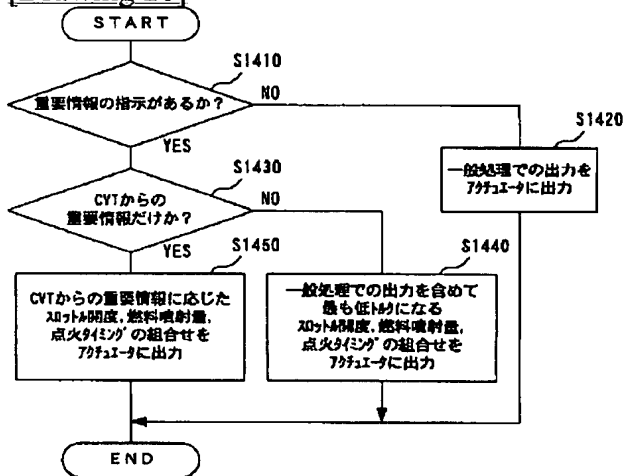 START
S1410
重要情報の指示があるか？
NO
YES
S1420
一般処理での出力を
アクチュエータに出力
S1430
CVTからの
重要情報だけか？
NO
YES
S1450
CVTからの重要情報に応じた
スロットル開度,燃料噴射量,
点火タイミングの組合せを
アクチュエータに出力
S1440
一般処理での出力を含めて
最も低トルクになる
スロットル開度,燃料噴射量,
点火タイミングの組合せを
アクチュエータに出力
END